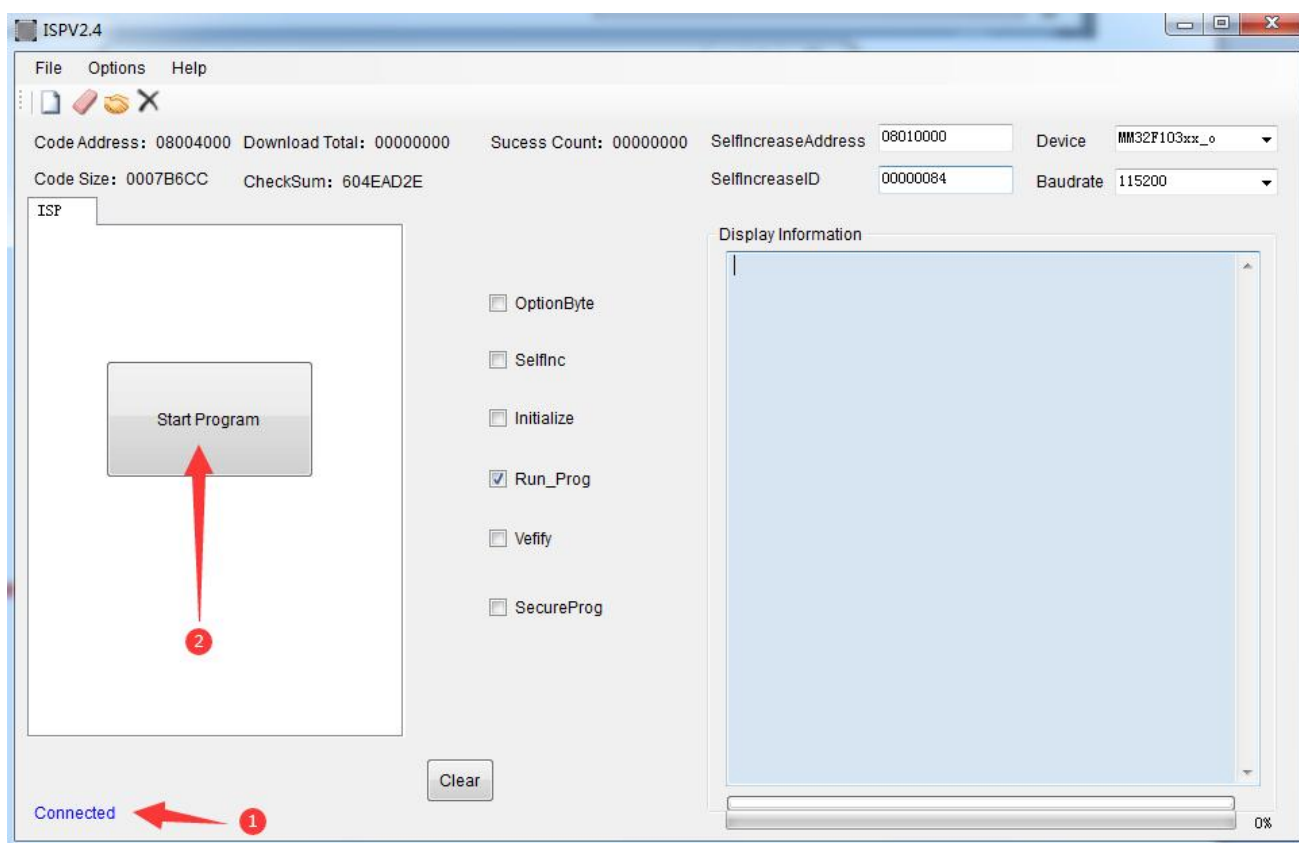 ISPV2.4
File Options Help
Code Address: 08004000 Download Total: 00000000 Sucess Count: 00000000 SelfIncreaseAddress 08010000 Device MM32F103xx_o
Code Size: 0007B6CC CheckSum: 604EAD2E SelfIncreaseID 00000084 Baudrate 115200
ISP
Display Information
OptionByte
SelfInc
Start Program
Initialize
Run_Prog
Vefify
SecureProg
2
Clear
Connected
1
0%